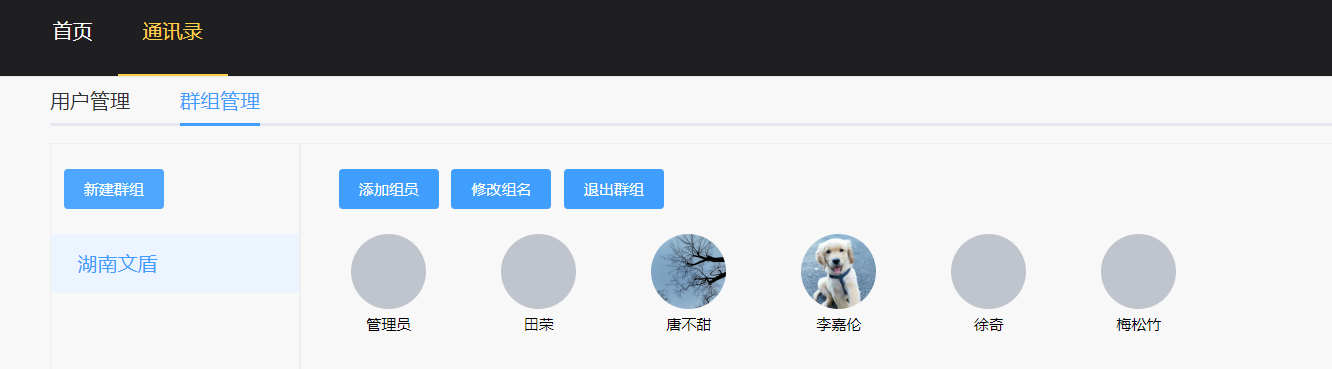 首页 通讯录
用户管理 群组管理
新建群组 添加组员 修改组名 退出群组
湖南文盾
管理员 田荣 唐不甜 李嘉伦 徐奇 梅松竹